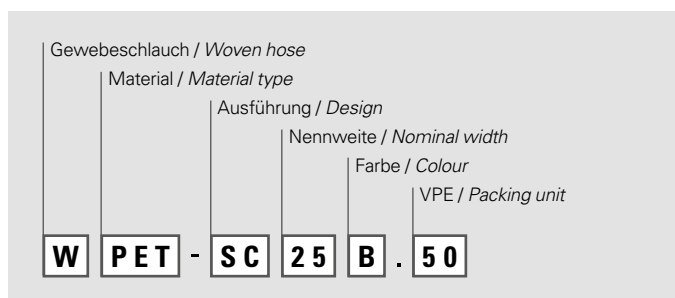 Gewebeschlauch / Woven hose
Material / Material type
Ausführung / Design
Nennweite / Nominal width
Farbe / Colour
VPE / Packing unit
W PET - SC 25 B . 50